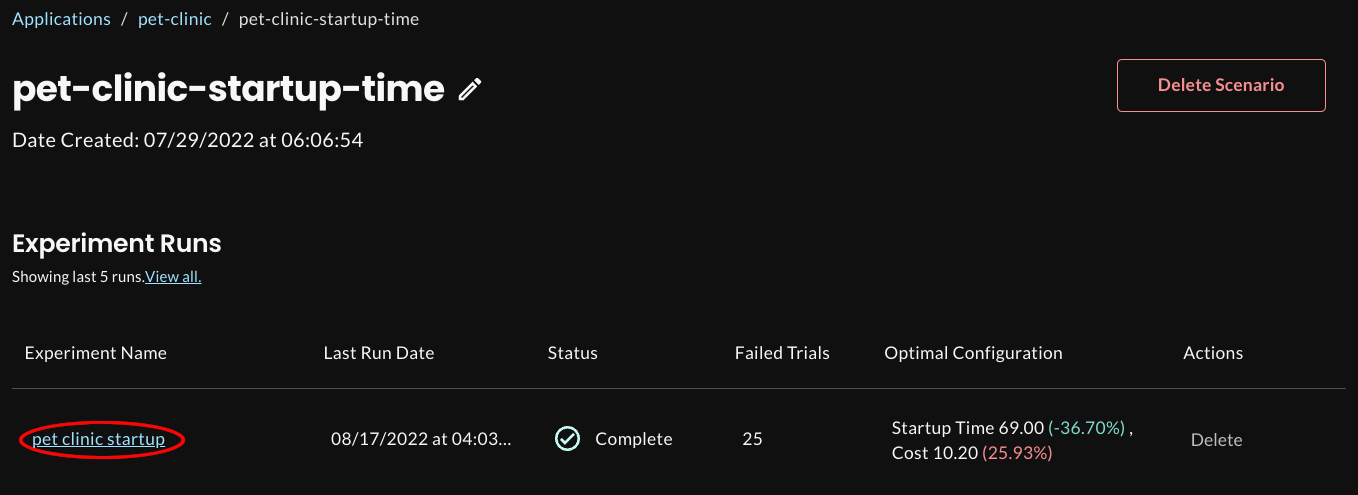 Applications / pet-clinic / pet-clinic-startup-time
pet-clinic-startup-time
Delete Scenario
Date Created: 07/29/2022 at 06:06:54
Experiment Runs
Showing last 5 runs.View all.
Experiment Name Last Run Date Status Failed Trials Optimal Configuration Actions
pet clinic startup 08/17/2022 at 04:03... Complete 25 Startup Time 69.00 (-36.70%) ,
Cost 10.20 (25.93%)
Delete